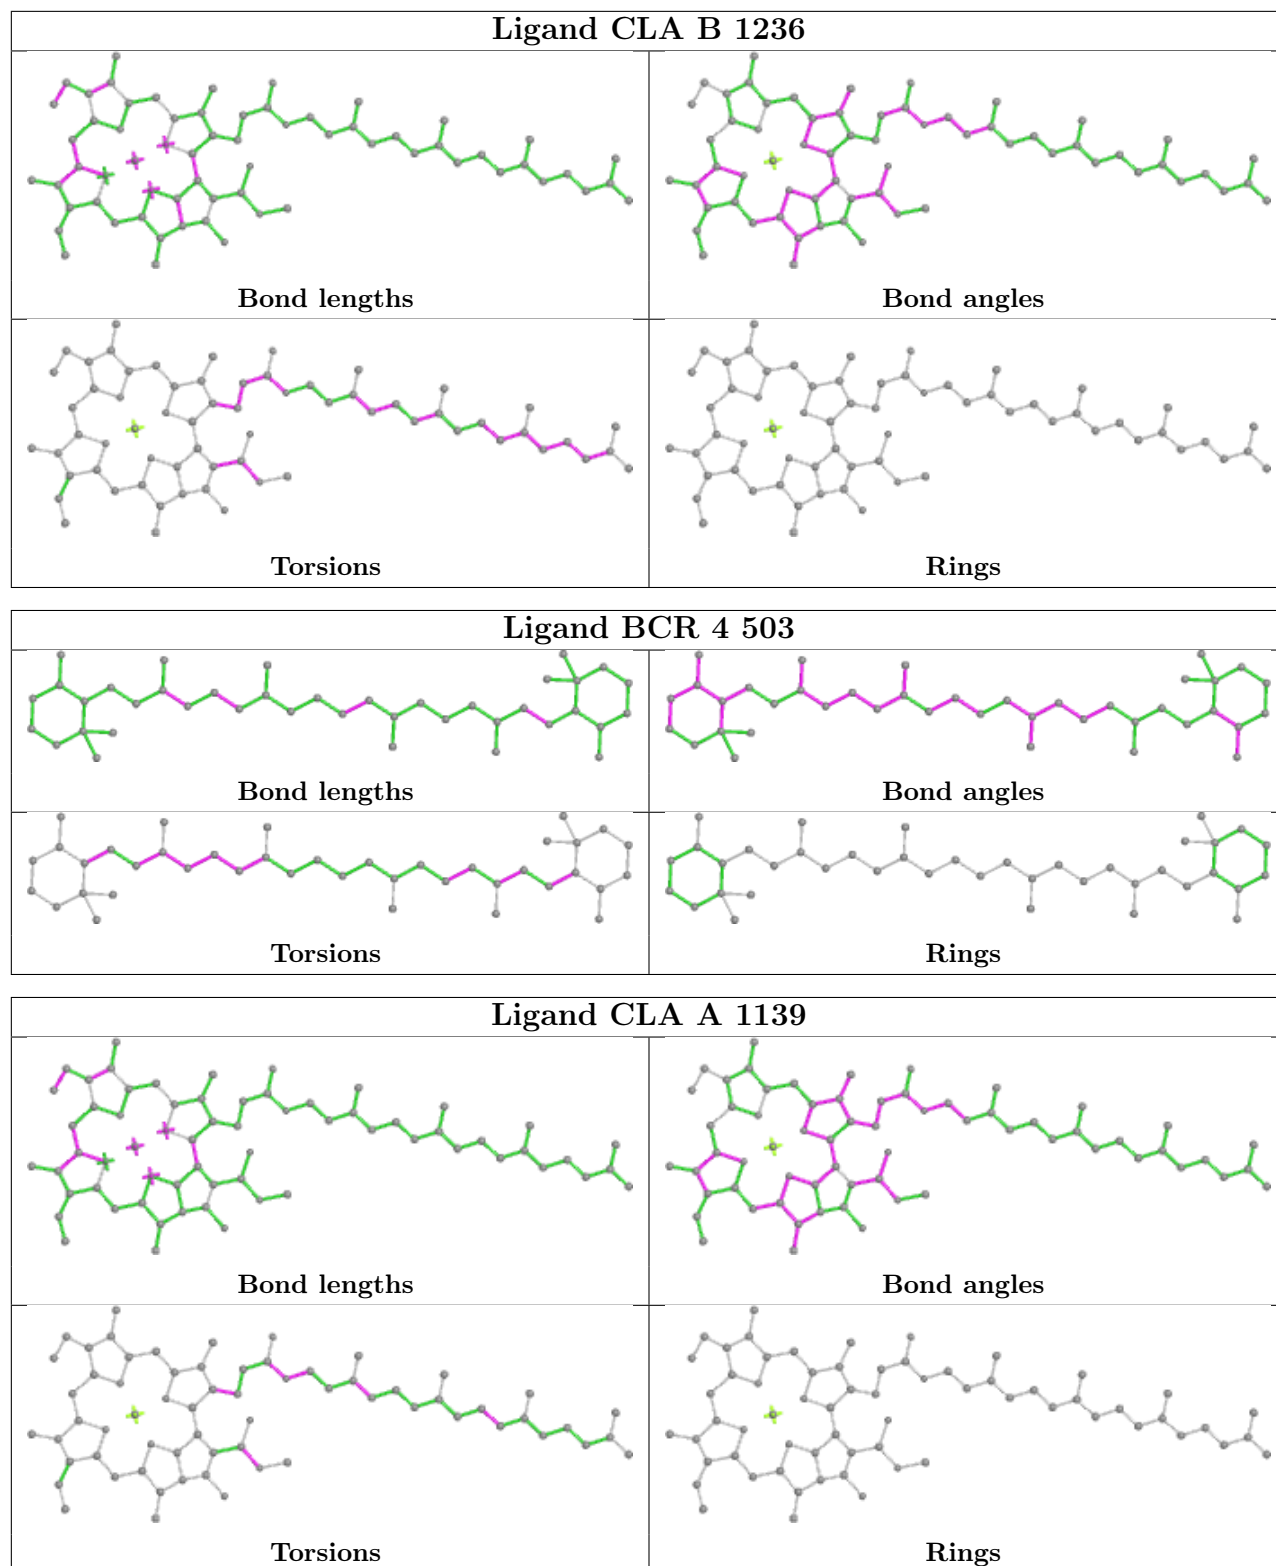 Ligand CLA B 1236
Bond lengths
Bond angles
Torsions
Rings
Ligand BCR 4 503
Bond lengths
Bond angles
Torsions
Rings
Ligand CLA A 1139
Bond lengths
Bond angles
Torsions
Rings